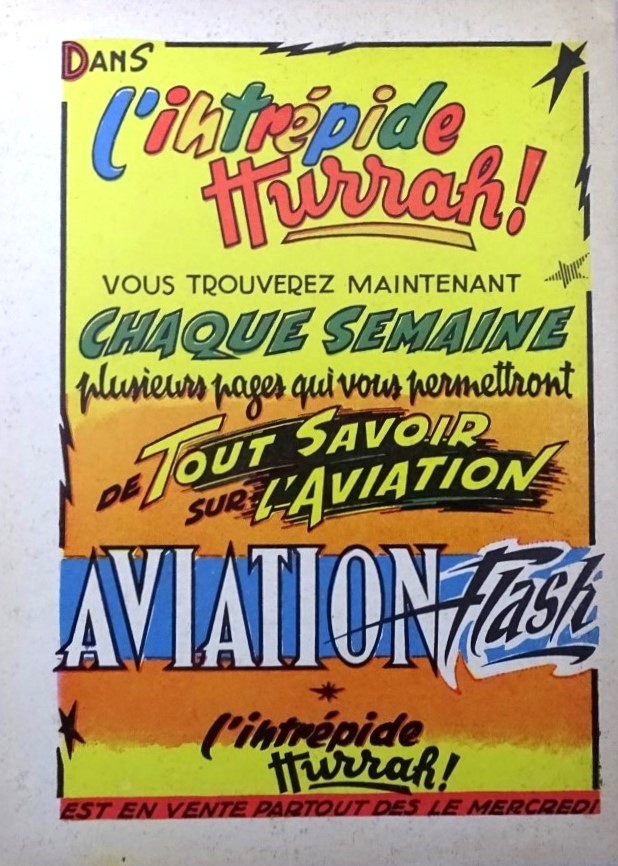 DANS
l'intrépide
Hurrah!
VOUS TROUVEREZ MAINTENANT
CHAQUE SEMAINE
plusieurs pages qui vous permettront
DE TOUT SAVOIR
SUR L'AVIATION
AVIATION Flash
l'intrépide
Hurrah!
EST EN VENTE PARTOUT DES LE MERCREDI